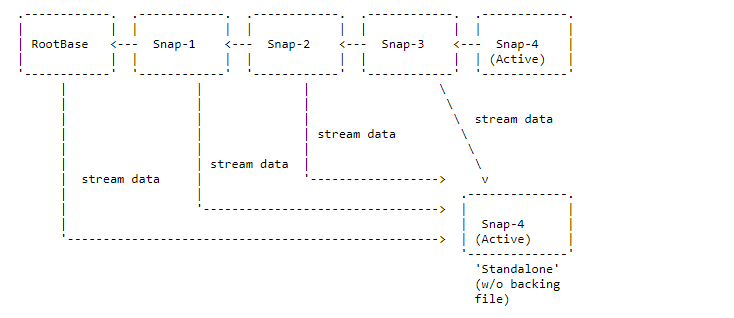 RootBase <--- Snap-1 <--- Snap-2 <--- Snap-3 <--- Snap-4
(Active)
stream data
stream data
stream data
stream data
Snap-4
(Active)
'Standalone'
(w/o backing
file)